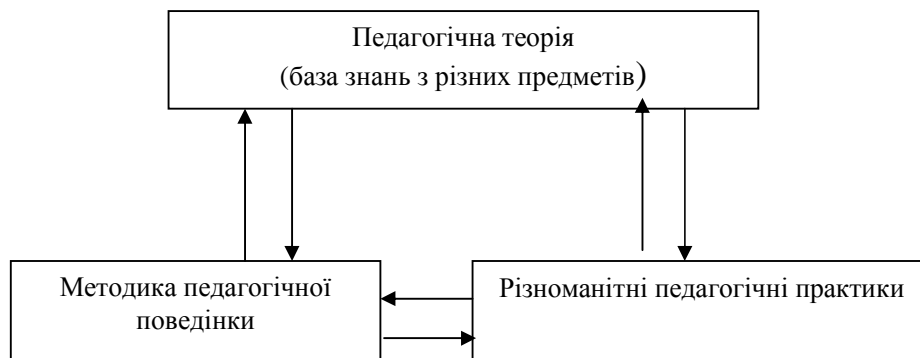 Педагогічна теорія
(база знань з різних предметів)
Методика педагогічної
поведінки
Різноманітні педагогічні практики